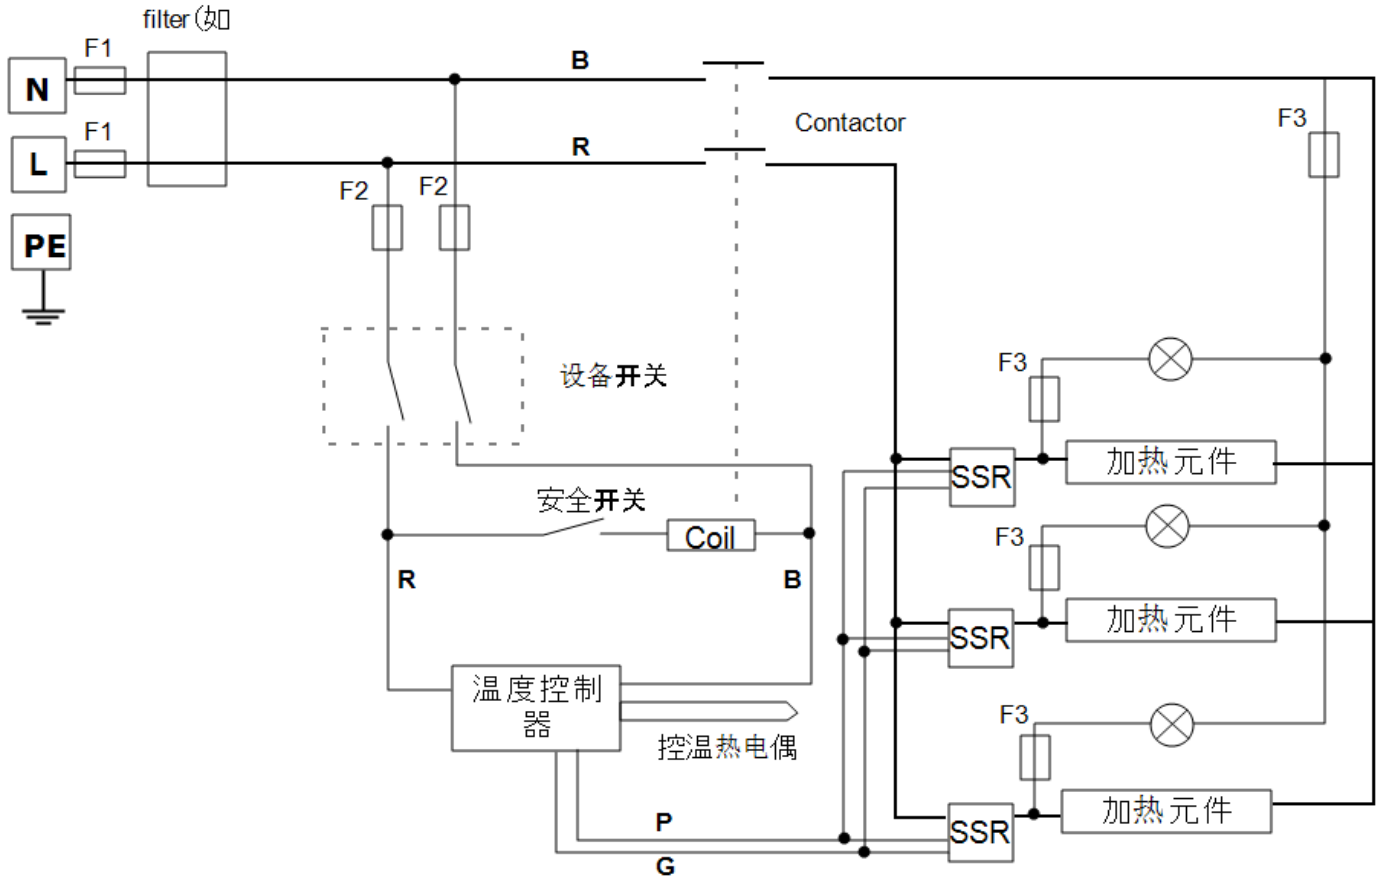 filter(如
F1
B
N
Contactor
F3
F1
R
L
F2
F2
PE
设备开关
F3
加热元件
SSR
安全开关
Coil
F3
R
B
加热元件
SSR
温度控制
器
控温热电偶
F3
加热元件
SSR
P
G